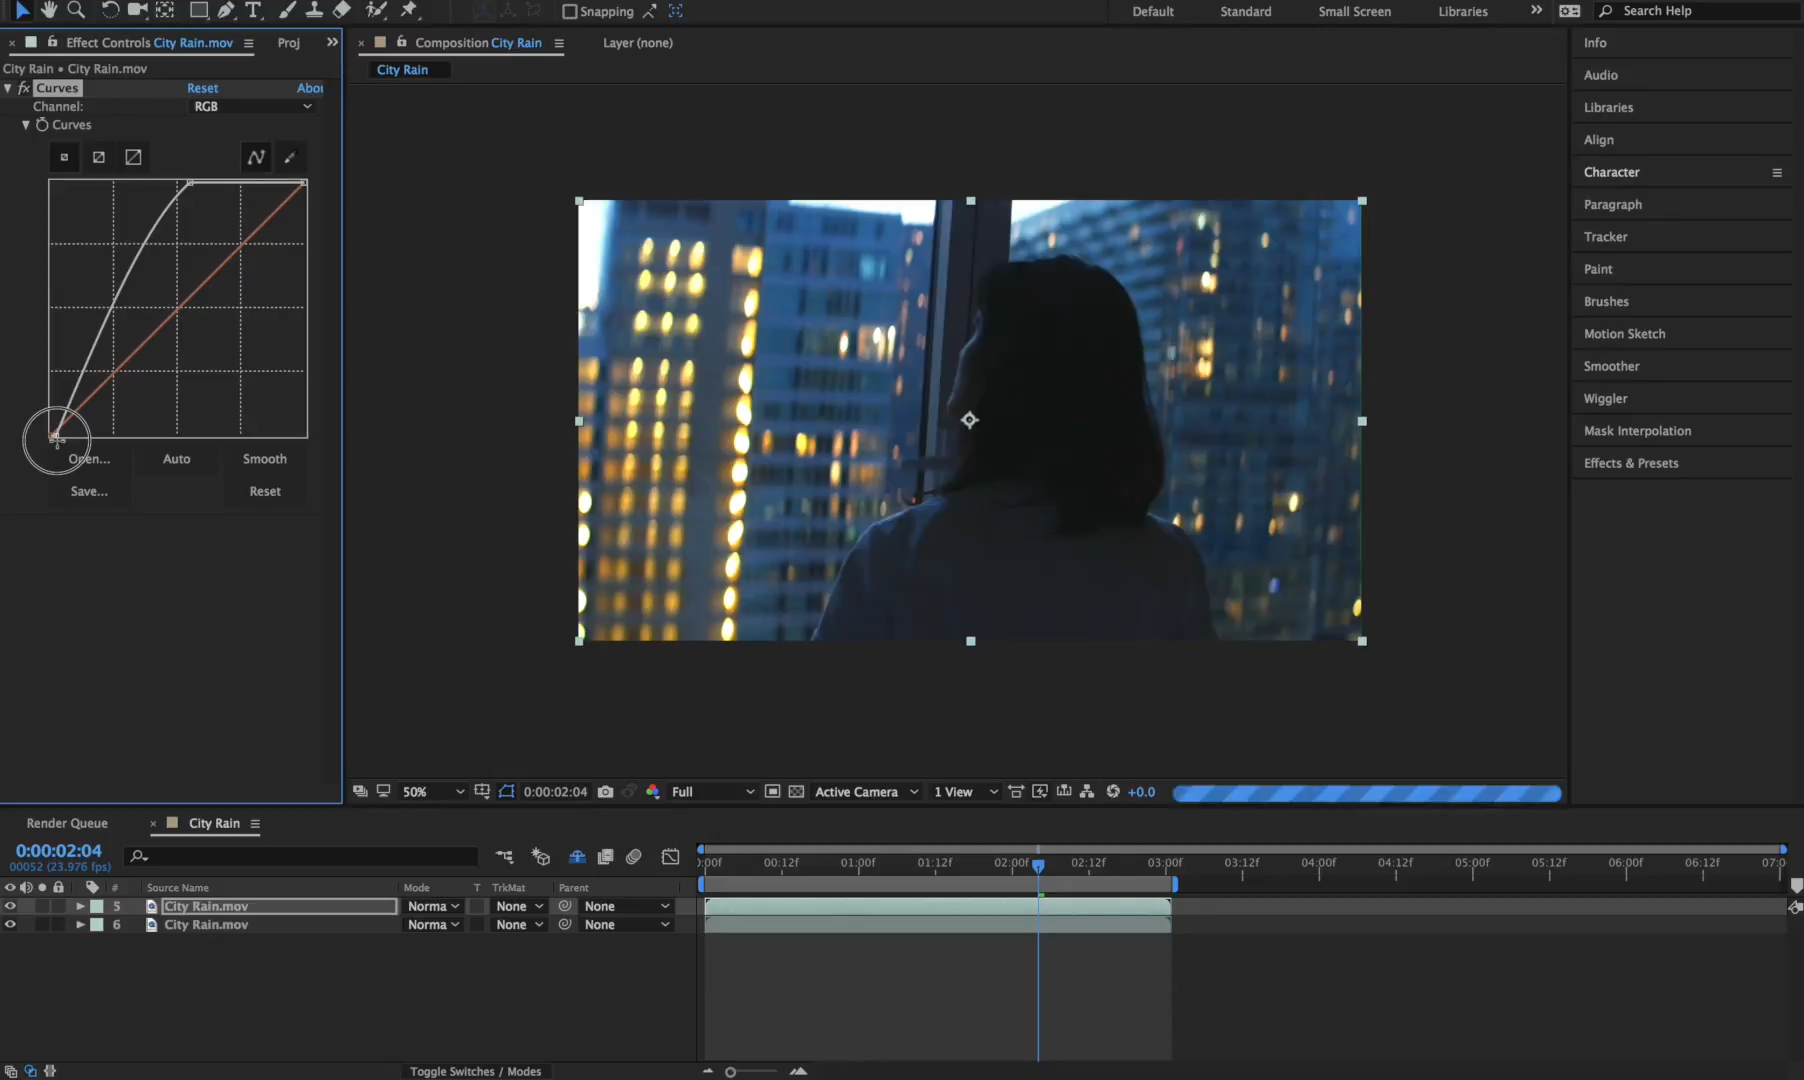 Snapping
Default
Standard
Small Screen
Libraries
Search Help
Effect Controls City Rain.mov
Proj
Composition City Rain
Layer (none)
City Rain • City Rain.mov
City Rain
fx Curves
Reset
Abou
Channel:
RGB
Curves
Open...
Auto
Smooth
Save...
Reset
Info
Audio
Libraries
Align
Character
Paragraph
Tracker
Paint
Brushes
Motion Sketch
Smoother
Wiggler
Mask Interpolation
Effects & Presets
50%
0:00:02:04
Full
Active Camera
1 View
+0.0
Render Queue
City Rain
0:00:02:04
00052 (23.976 fps)
#
Source Name
Mode
T
TrkMat
Parent
5
City Rain.mov
Norma
None
None
6
City Rain.mov
Norma
None
None
):00f
00:12f
01:00f
01:12f
02:00f
02:12f
03:00f
03:12f
04:00f
04:12f
05:00f
05:12f
06:00f
06:12f
07:0
Toggle Switches / Modes